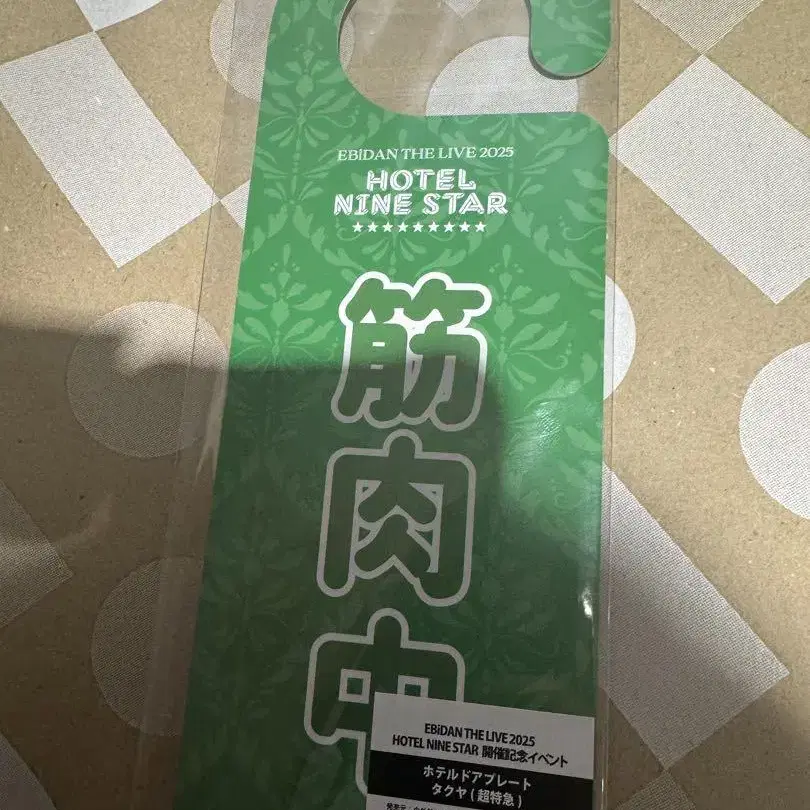 EBiDAN THE LIVE 2025
HOTEL
NINE STAR
★★★★★★★★★
筋
肉
中
EBiDAN THE LIVE 2025
HOTEL NINE STAR 開催記念イベント
ホテルドアプレート
タクヤ(超特急)